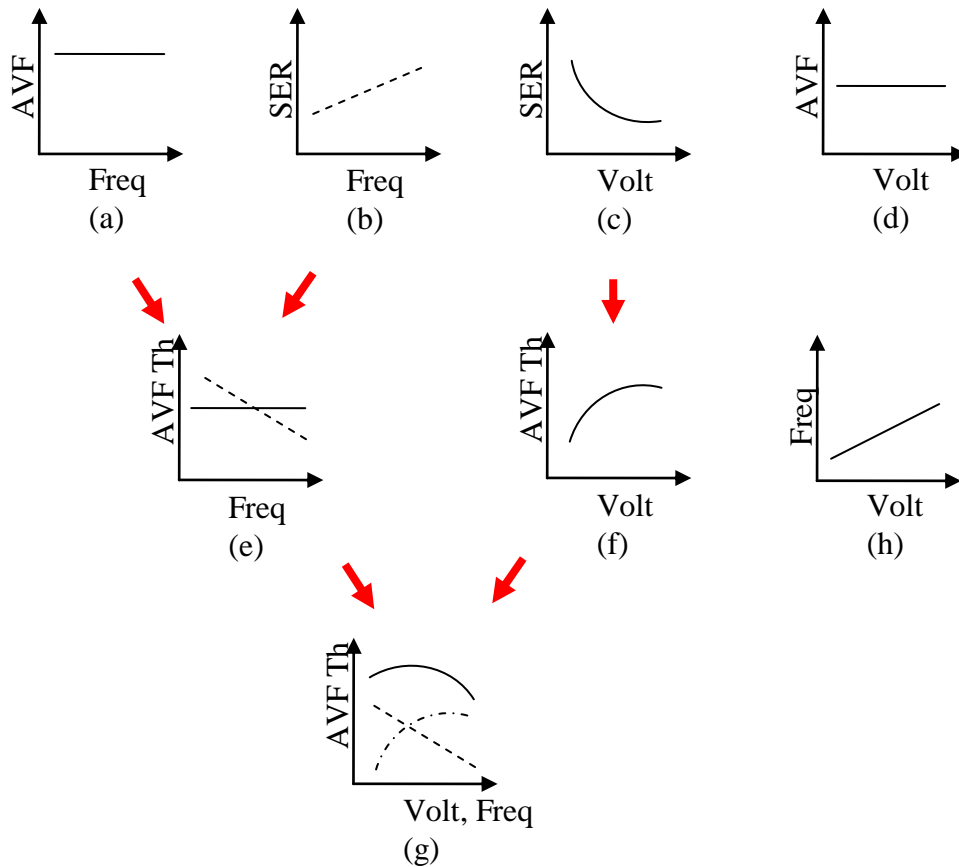 AVF
Freq
(a)
SER
Freq
(b)
SER
Volt
(c)
AVF
Volt
(d)
AVF Th
Freq
(e)
AVF Th
Volt
(f)
Freq
Volt
(h)
AVF Th
Volt, Freq
(g)